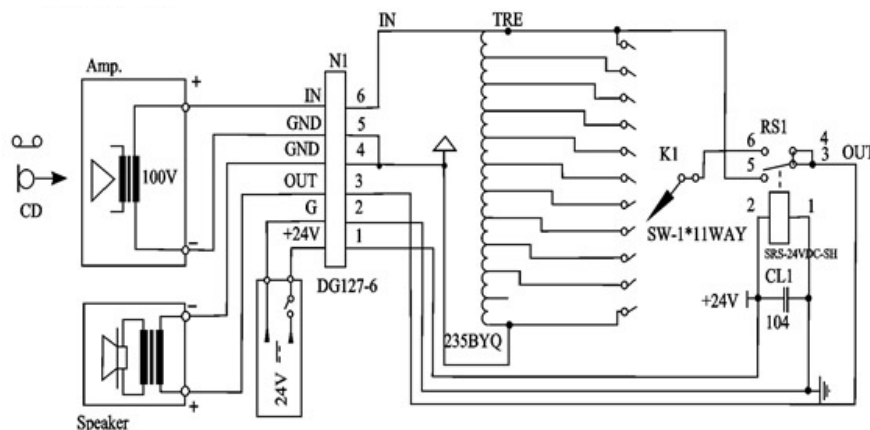 Amp.
+
100V
−
CD
−
+
Speaker
N1
IN 6
GND 5
GND 4
OUT 3
G 2
+24V 1
DG127-6
24V
IN
TRE
235BYQ
K1
SW-1*11WAY
RS1
6
5
4
3
OUT
2
1
SRS-24VDC-SH
CL1
+24V
104